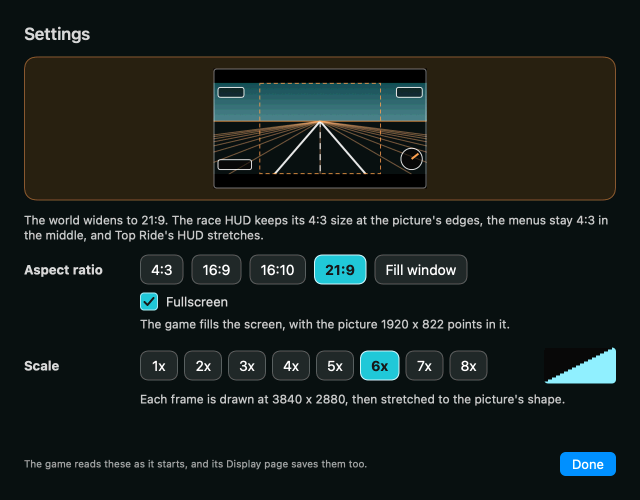 Settings
The world widens to 21:9. The race HUD keeps its 4:3 size at the picture's edges, the menus stay 4:3 in
the middle, and Top Ride's HUD stretches.
Aspect ratio 4:3 16:9 16:10 21:9 Fill window
Fullscreen
The game fills the screen, with the picture 1920 x 822 points in it.
Scale 1x 2x 3x 4x 5x 6x 7x 8x
Each frame is drawn at 3840 x 2880, then stretched to the picture's shape.
The game reads these as it starts, and its Display page saves them too. Done